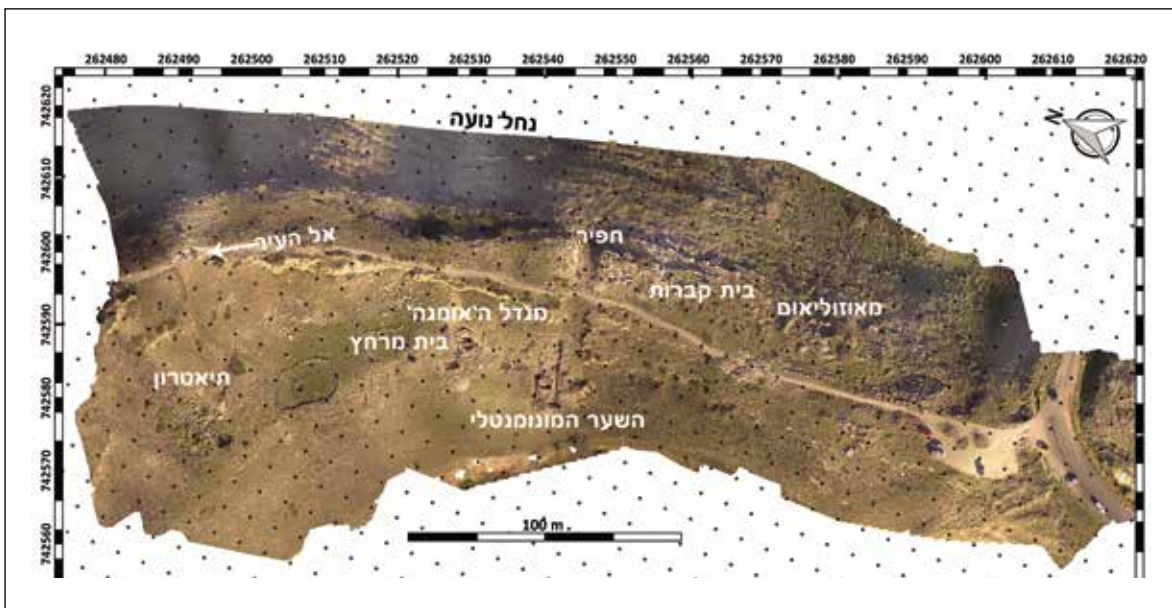 262480 262490 262500 262510 262520 262530 262540 262550 262560 262570 262580 262590 262600 262610 262620
742620
742610
742600
742590
742580
742570
742560
N
נחל נועה
אל העיר
חפיר
בית קברות
מאוזוליאום
מגדל ה'אומגה'
בית מרחץ
תיאטרון
השער המונומנטלי
100 m